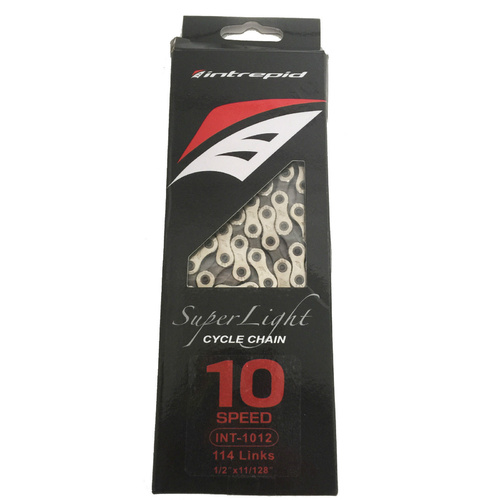 intrepid
SuperLight
CYCLE CHAIN
10
SPEED
INT-1012
114 Links
1/2"x11/128"